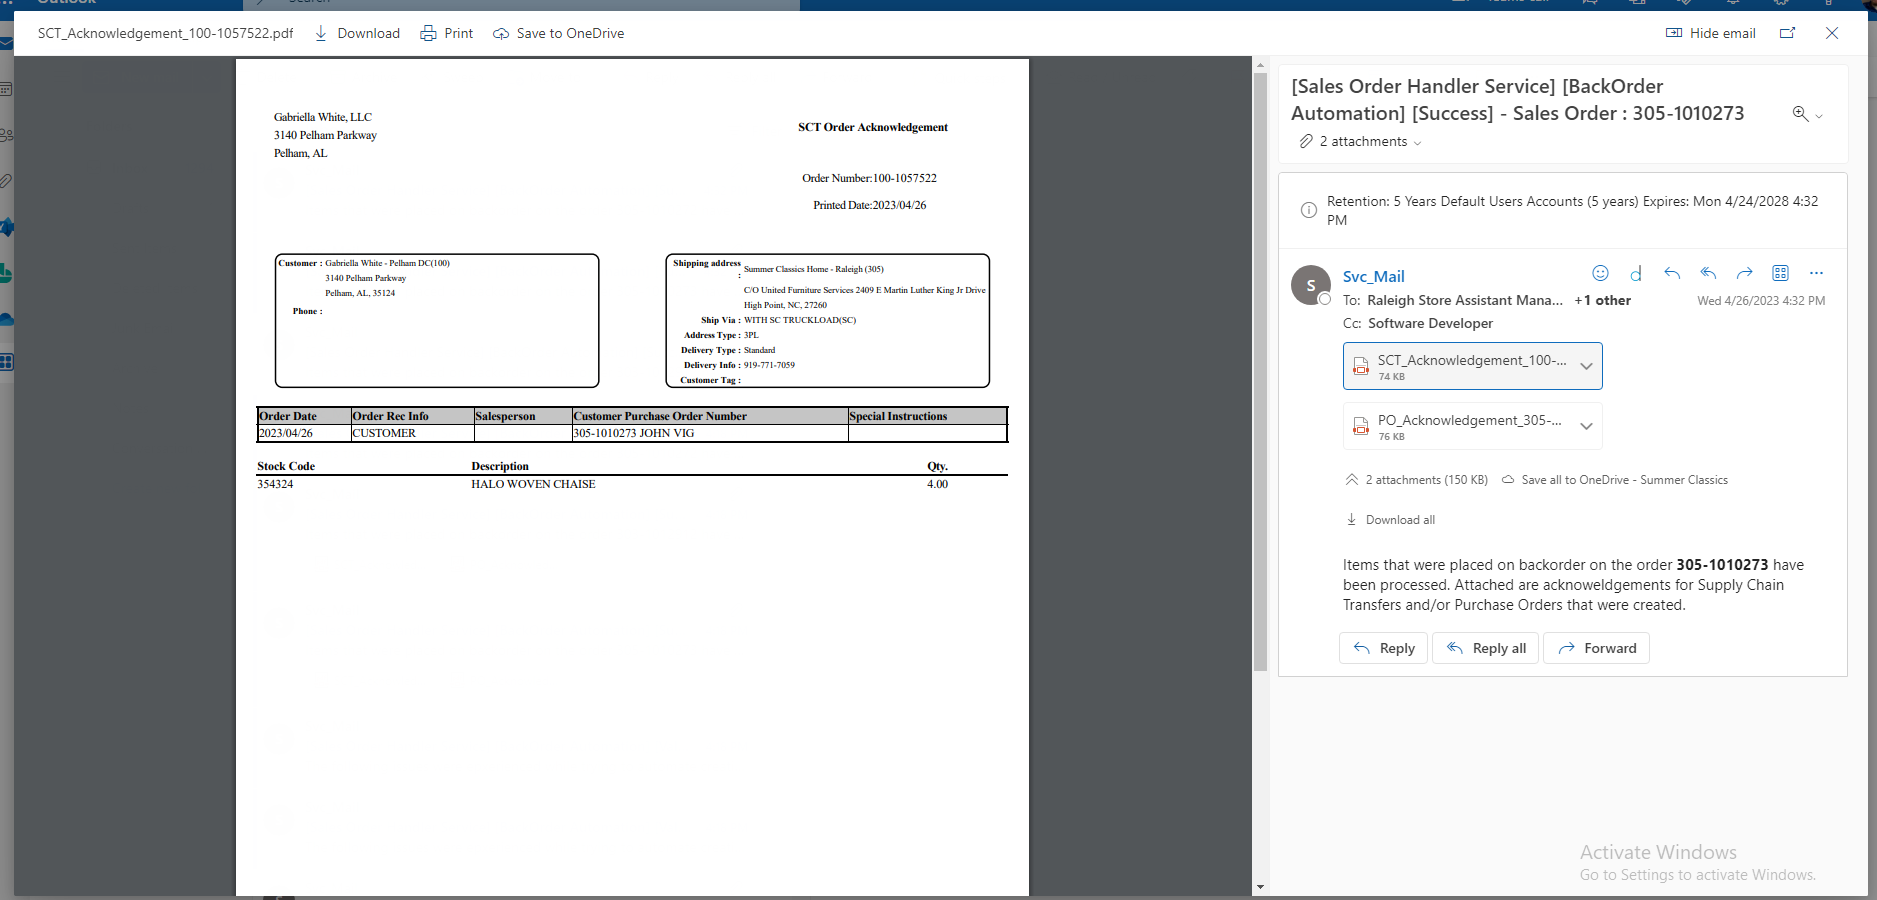 SCT_Acknowledgement_100-1057522.pdf
Download
Print
Save to OneDrive
Hide email
Gabriella White, LLC
3140 Pelham Parkway
Pelham, AL
SCT Order Acknowledgement
Order Number:100-1057522
Printed Date:2023/04/26
Customer : Gabriella White - Pelham DC(100)
3140 Pelham Parkway
Pelham, AL, 35124
Phone :
Shipping address : Summer Classics Home - Raleigh (305)
C/O United Furniture Services 2409 E Martin Luther King Jr Drive
High Point, NC, 27260
Ship Via : WITH SC TRUCKLOAD(SC)
Address Type : 3PL
Delivery Type : Standard
Delivery Info : 919-771-7059
Customer Tag :
Order Date Order Rec Info Salesperson Customer Purchase Order Number Special Instructions
2023/04/26 CUSTOMER 305-1010273 JOHN VIG
Stock Code Description Qty.
354324 HALO WOVEN CHAISE 4.00
[Sales Order Handler Service] [BackOrder
Automation] [Success] - Sales Order : 305-1010273
2 attachments
Retention: 5 Years Default Users Accounts (5 years) Expires: Mon 4/24/2028 4:32
PM
S
Svc_Mail
To: Raleigh Store Assistant Mana... +1 other
Wed 4/26/2023 4:32 PM
Cc: Software Developer
SCT_Acknowledgement_100-...
74 KB
PO_Acknowledgement_305-...
76 KB
2 attachments (150 KB) Save all to OneDrive - Summer Classics
Download all
Items that were placed on backorder on the order 305-1010273 have
been processed. Attached are acknoweldgements for Supply Chain
Transfers and/or Purchase Orders that were created.
Reply
Reply all
Forward
Activate Windows
Go to Settings to activate Windows.